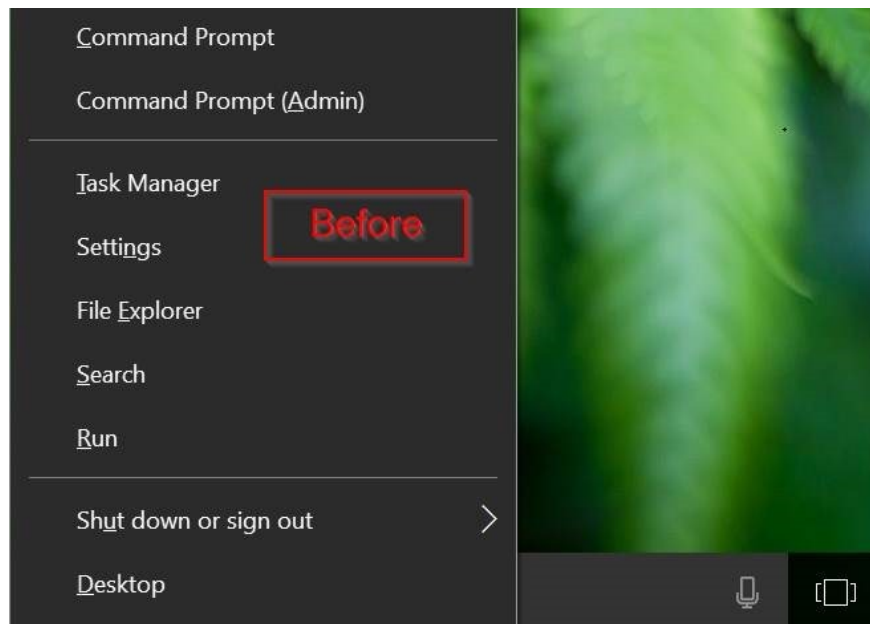 Command Prompt
Command Prompt (Admin)
Task Manager
Before
Settings
File Explorer
Search
Run
Shut down or sign out
Desktop